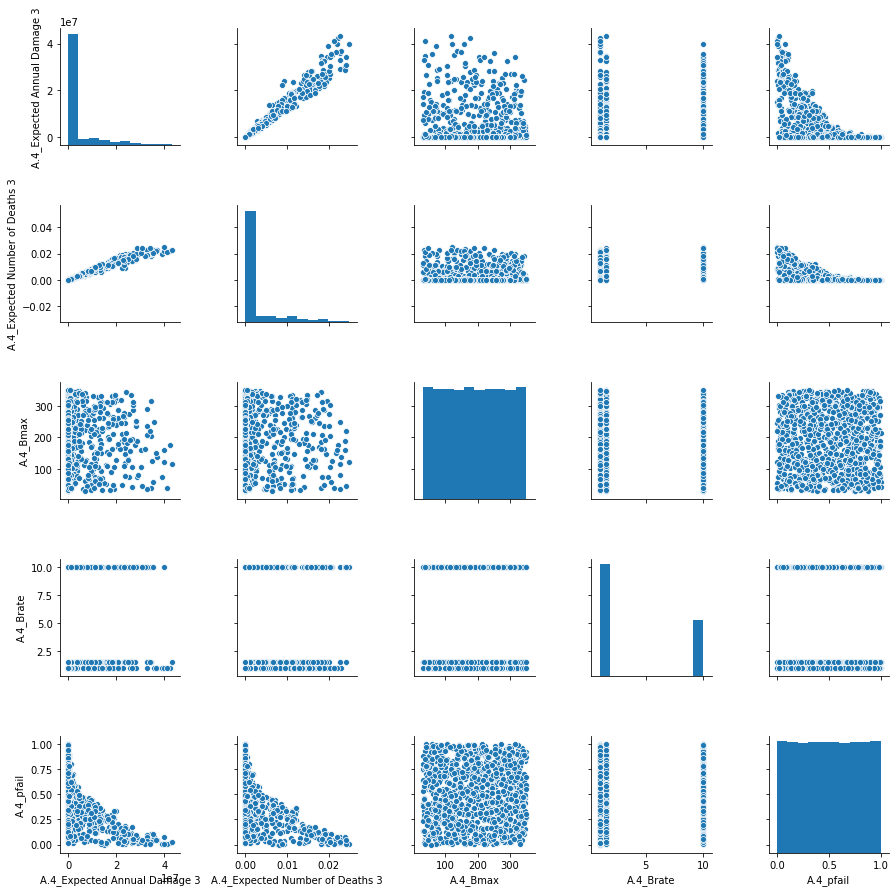 1e7
A.4_Expected Annual Damage 3
4
2
0
A.4_Expected Number of Deaths 3
0.04
0.02
0.00
−0.02
A.4_Bmax
300
200
100
A.4_Brate
10.0
7.5
5.0
2.5
A.4_pfail
1.00
0.75
0.50
0.25
0.00
0 2 4 0.00 0.01 0.02 100 200 300 5 10 0.0 0.5 1.0
1e7
A.4_Expected Annual Damage 3 A.4_Expected Number of Deaths 3 A.4_Bmax A.4_Brate A.4_pfail